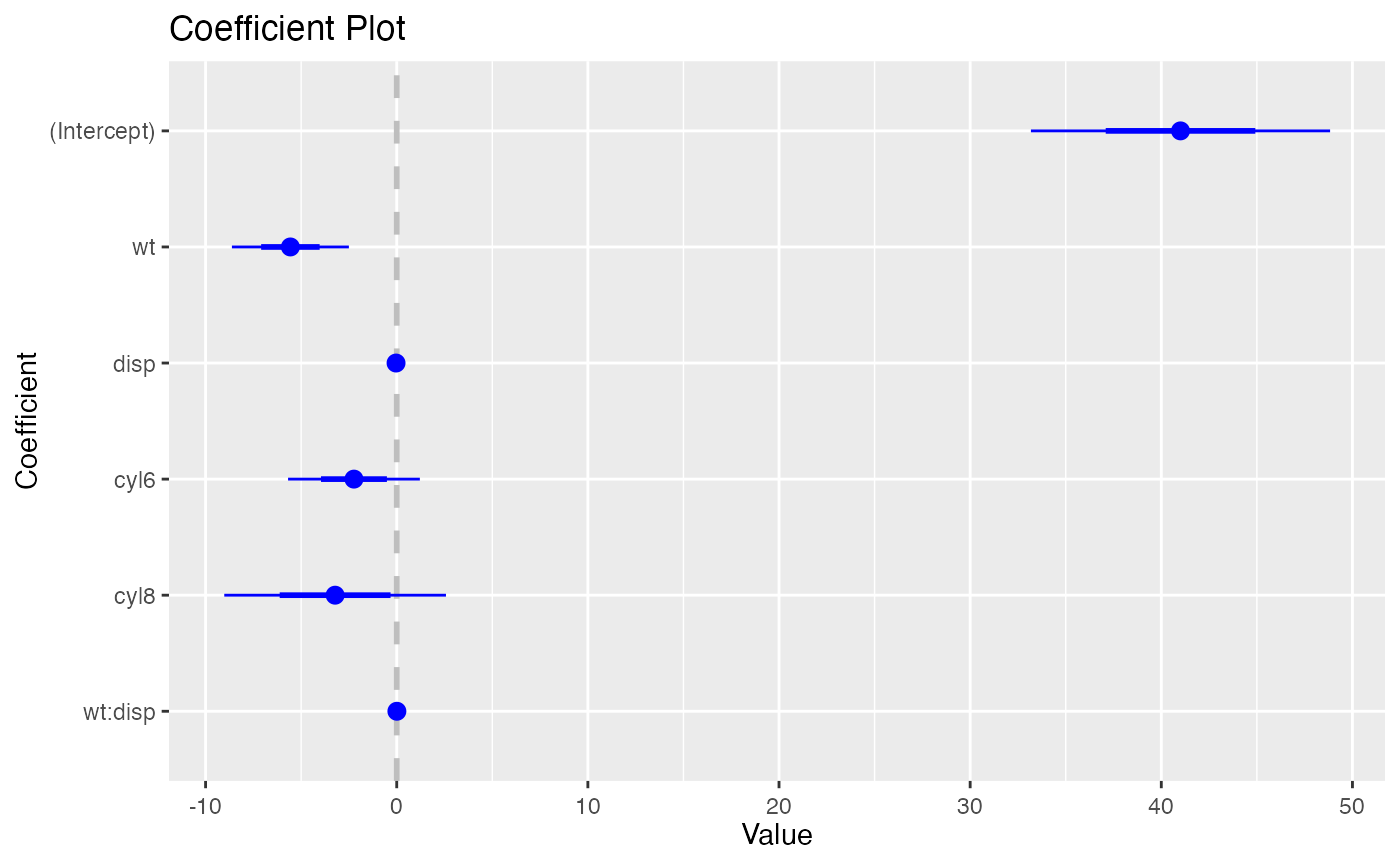 Coefficient Plot
(Intercept)
wt
disp
cyl6
cyl8
wt:disp
Coefficient
-10 0 10 20 30 40 50
Value